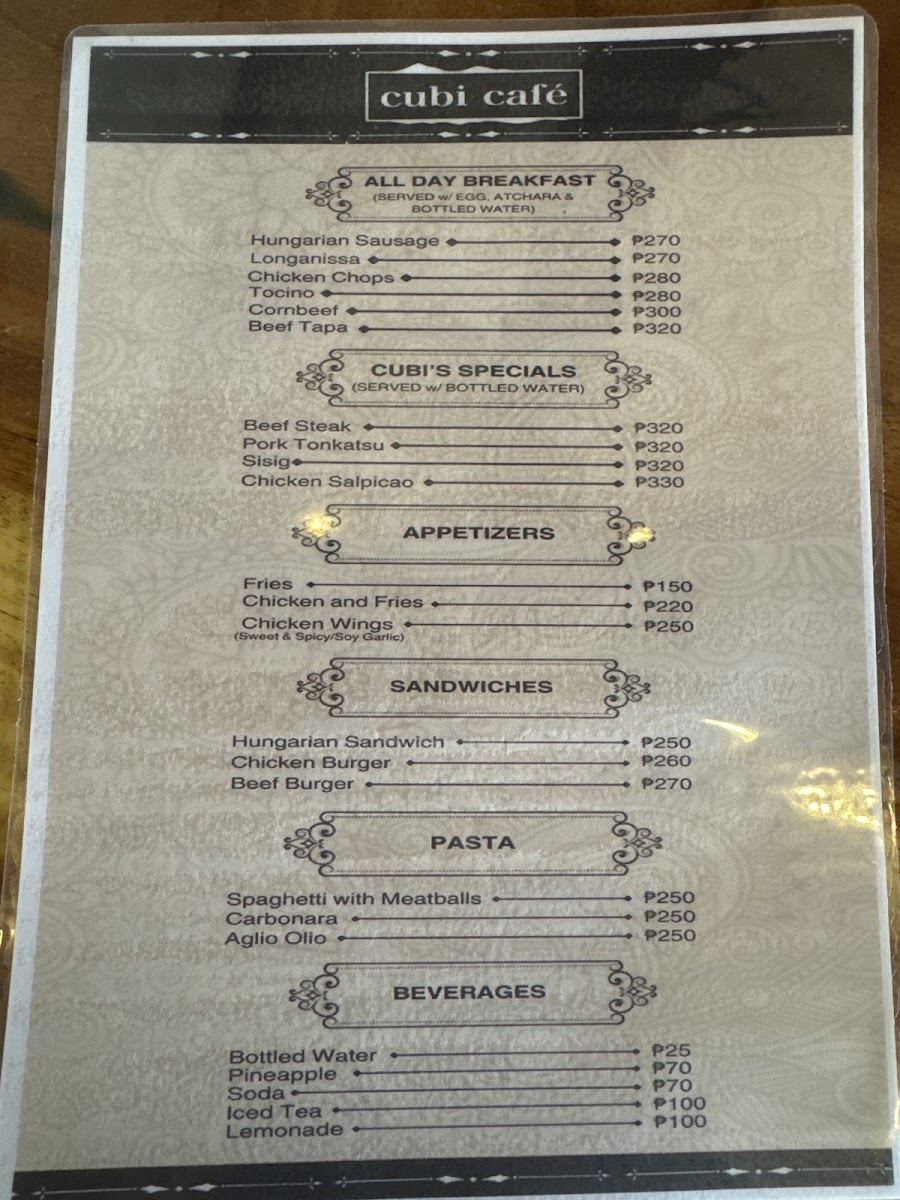 cubi café
ALL DAY BREAKFAST
(SERVED w/ EGG, ATCHARA &
BOTTLED WATER)
Hungarian Sausage ₱270
Longanissa ₱270
Chicken Chops ₱280
Tocino ₱280
Cornbeef ₱300
Beef Tapa ₱320
CUBI'S SPECIALS
(SERVED w/ BOTTLED WATER)
Beef Steak ₱320
Pork Tonkatsu ₱320
Sisig ₱320
Chicken Salpicao ₱330
APPETIZERS
Fries ₱150
Chicken and Fries ₱220
Chicken Wings ₱250
(Sweet & Spicy/Soy Garlic)
SANDWICHES
Hungarian Sandwich ₱250
Chicken Burger ₱260
Beef Burger ₱270
PASTA
Spaghetti with Meatballs ₱250
Carbonara ₱250
Aglio Olio ₱250
BEVERAGES
Bottled Water ₱25
Pineapple ₱70
Soda ₱70
Iced Tea ₱100
Lemonade ₱100